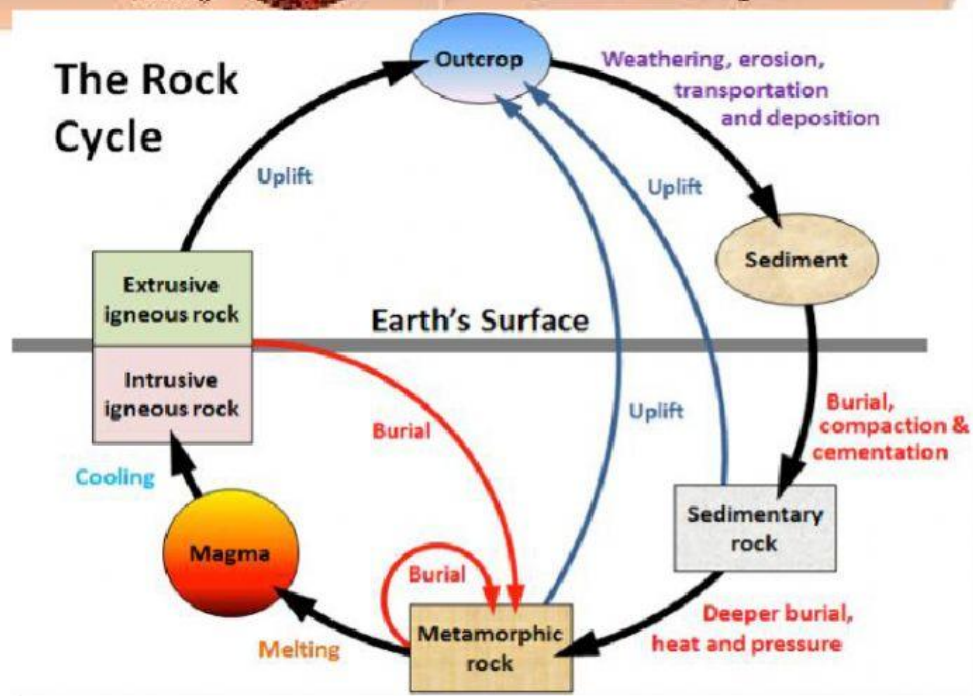 The Rock
Cycle
Outcrop
Weathering, erosion,
transportation
and deposition
Uplift
Uplift
Sediment
Extrusive
igneous rock
Earth's Surface
Intrusive
igneous rock
Burial
Uplift
Burial,
compaction &
cementation
Cooling
Sedimentary
rock
Magma
Burial
Deeper burial,
heat and pressure
Metamorphic
rock
Melting